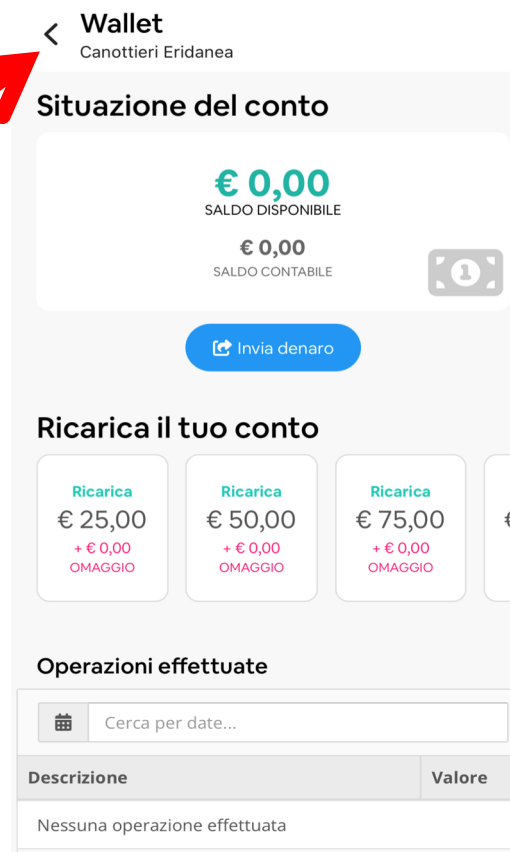 Wallet
Canottieri Eridanea
Situazione del conto
€ 0,00
SALDO DISPONIBILE
€ 0,00
SALDO CONTABILE
1
Invia denaro
Ricarica il tuo conto
Ricarica Ricarica Ricarica
€ 25,00 € 50,00 € 75,00 €
+ € 0,00 + € 0,00 + € 0,00
OMAGGIO OMAGGIO OMAGGIO
Operazioni effettuate
Cerca per date...
Descrizione Valore
Nessuna operazione effettuata